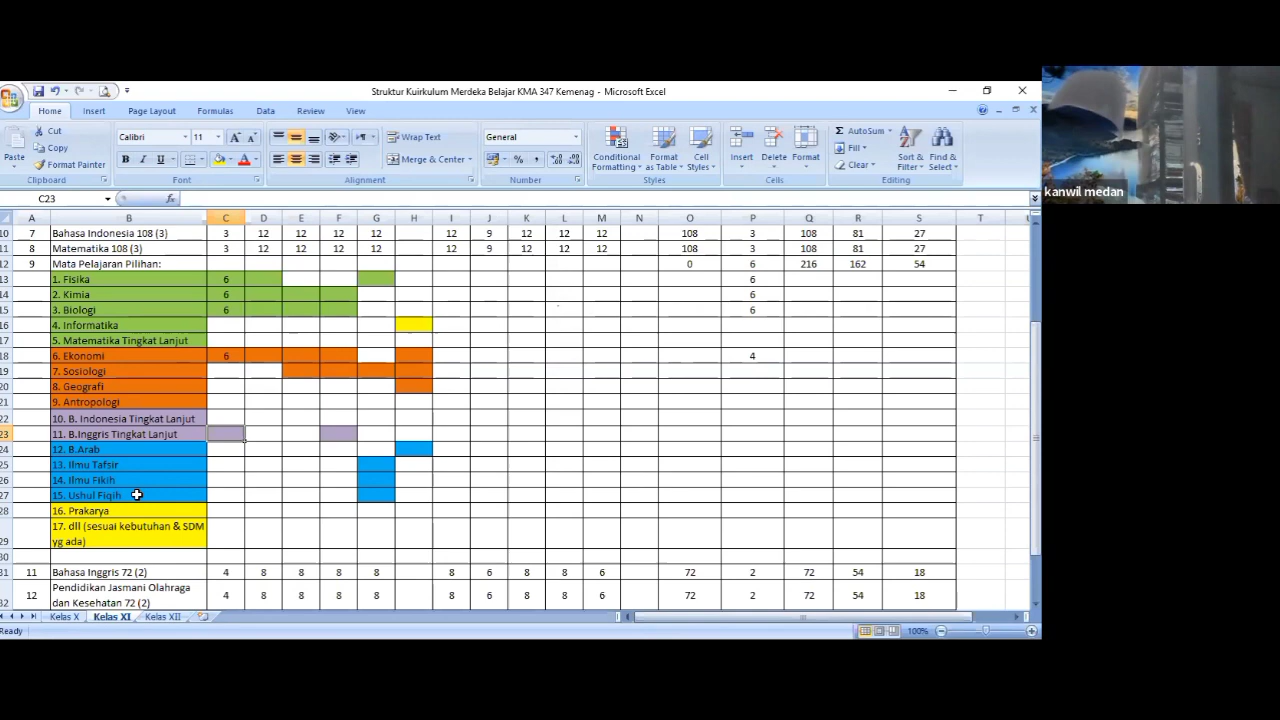 Struktur Kuirkulum Merdeka Belajar KMA 347 Kemenag - Microsoft Excel
Home Insert Page Layout Formulas Data Review View
Cut
Copy
Format Painter
Paste
Clipboard
Calibri 11
B I U
Font
Wrap Text
Merge & Center
Alignment
General
Number
Conditional Formatting
Format as Table
Cell Styles
Styles
Insert Delete Format
Cells
AutoSum
Fill
Clear
Sort & Filter
Find & Select
Editing
kanwil medan
C23 fx
A B C D E F G H I J K L M N O P Q R S T
10 7 Bahasa Indonesia 108 (3) 3 12 12 12 12 12 9 12 12 12 108 3 108 81 27
11 8 Matematika 108 (3) 3 12 12 12 12 12 9 12 12 12 108 3 108 81 27
12 9 Mata Pelajaran Pilihan: 0 6 216 162 54
13 1. Fisika 6 6
14 2. Kimia 6 6
15 3. Biologi 6 6
16 4. Informatika
17 5. Matematika Tingkat Lanjut
18 6. Ekonomi 6 4
19 7. Sosiologi
20 8. Geografi
21 9. Antropologi
22 10. B. Indonesia Tingkat Lanjut
23 11. B.Inggris Tingkat Lanjut
24 12. B.Arab
25 13. Ilmu Tafsir
26 14. Ilmu Fikih
27 15. Ushul Fiqih
28 16. Prakarya
17. dll (sesuai kebutuhan & SDM
29 yg ada)
30
31 11 Bahasa Inggris 72 (2) 4 8 8 8 8 8 6 8 8 6 72 2 72 54 18
Pendidikan Jasmani Olahraga
32 12 dan Kesehatan 72 (2) 4 8 8 8 8 8 6 8 8 6 72 2 72 54 18
Kelas X Kelas XI Kelas XII
Ready 100%